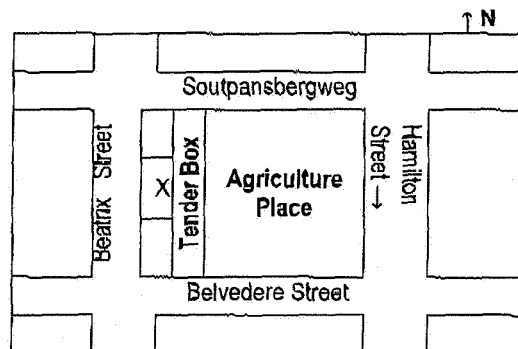 ↑ N
Soutpansbergweg
Beatrix Street
X
Tender Box
Agriculture
Place
Hamilton
Street →
Belvedere Street